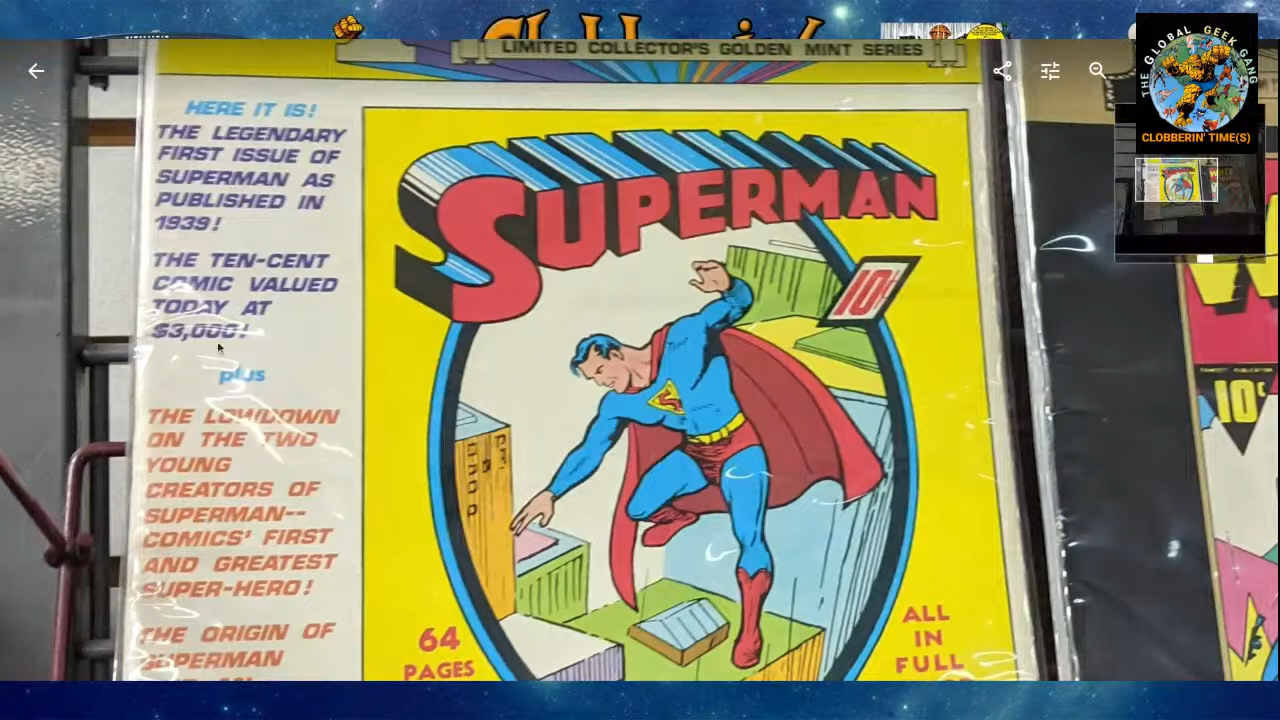 LIMITED COLLECTOR'S GOLDEN MINT SERIES
HERE IT IS!
THE LEGENDARY
FIRST ISSUE OF
SUPERMAN AS
PUBLISHED IN
1939!
THE TEN-CENT
COMIC VALUED
TODAY AT
$3,000!
plus
THE LOWDOWN
ON THE TWO
YOUNG
CREATORS OF
SUPERMAN--
COMICS' FIRST
AND GREATEST
SUPER-HERO!
THE ORIGIN OF
SUPERMAN
SUPERMAN
10¢
S
64
PAGES
ALL
IN
FULL
10¢
THE GLOBAL GEEK GANG
CLOBBERIN' TIME(S)